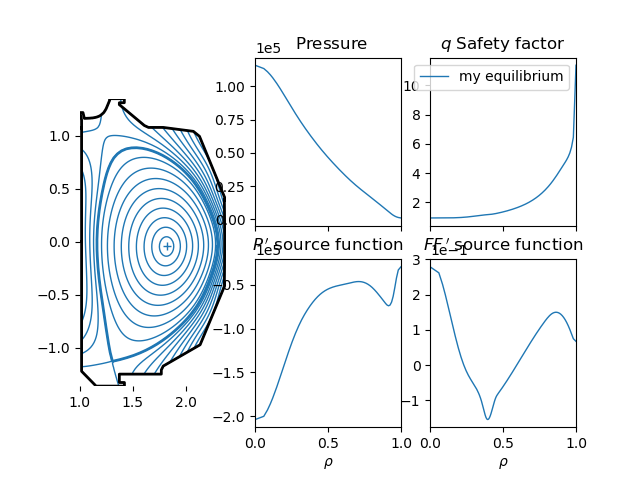 Pressure
1e5
1.00
0.75
0.50
0.25
0.00
q Safety factor
my equilibrium
10
8
6
4
2
1.0
0.5
0.0
−0.5
−1.0
1.0 1.5 2.0
P′ source function
1e5
−0.5
−1.0
−1.5
−2.0
0.0 0.5 1.0
ρ
FF′ source function
1e−1
3
2
1
0
−1
0.0 0.5 1.0
ρ